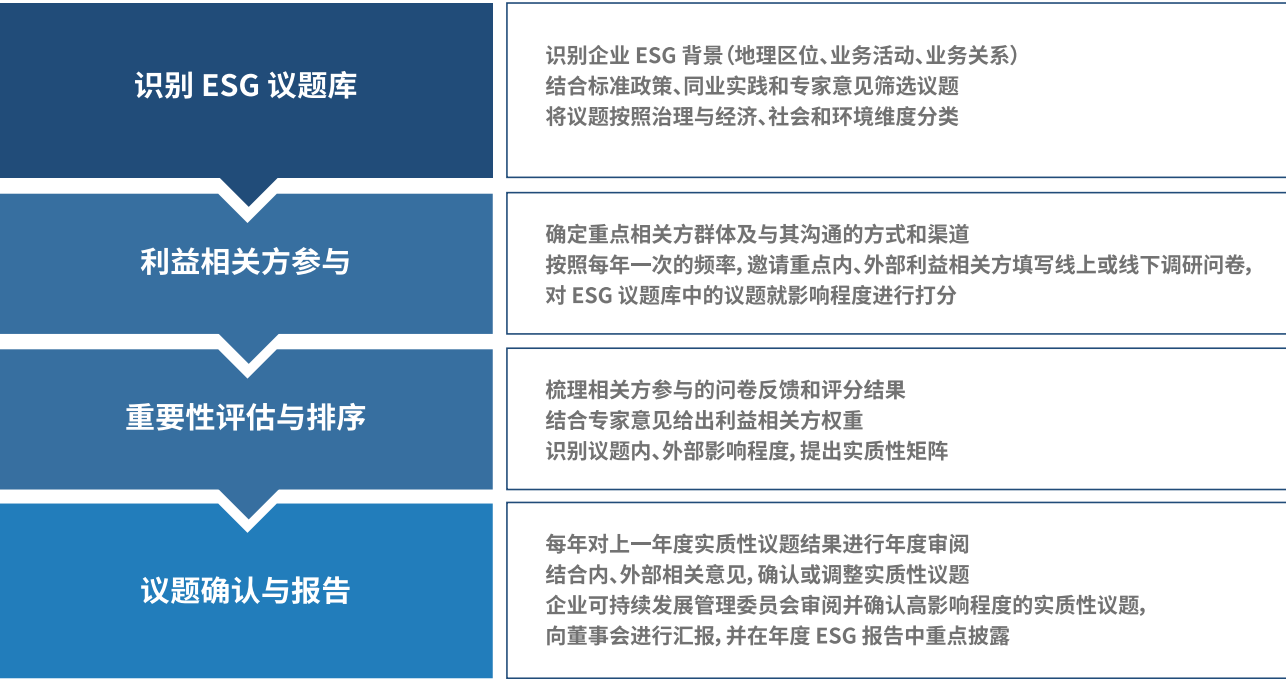 识别 ESG 议题库
识别企业 ESG 背景（地理区位、业务活动、业务关系）
结合标准政策、同业实践和专家意见筛选议题
将议题按照治理与经济、社会和环境维度分类
利益相关方参与
确定重点相关方群体及与其沟通的方式和渠道
按照每年一次的频率，邀请重点内、外部利益相关方填写线上或线下调研问卷，
对 ESG 议题库中的议题就影响程度进行打分
重要性评估与排序
梳理相关方参与的问卷反馈和评分结果
结合专家意见给出利益相关方权重
识别议题内、外部影响程度，提出实质性矩阵
议题确认与报告
每年对上一年度实质性议题结果进行年度审阅
结合内、外部相关意见，确认或调整实质性议题
企业可持续发展管理委员会审阅并确认高影响程度的实质性议题，
向董事会进行汇报，并在年度 ESG 报告中重点披露